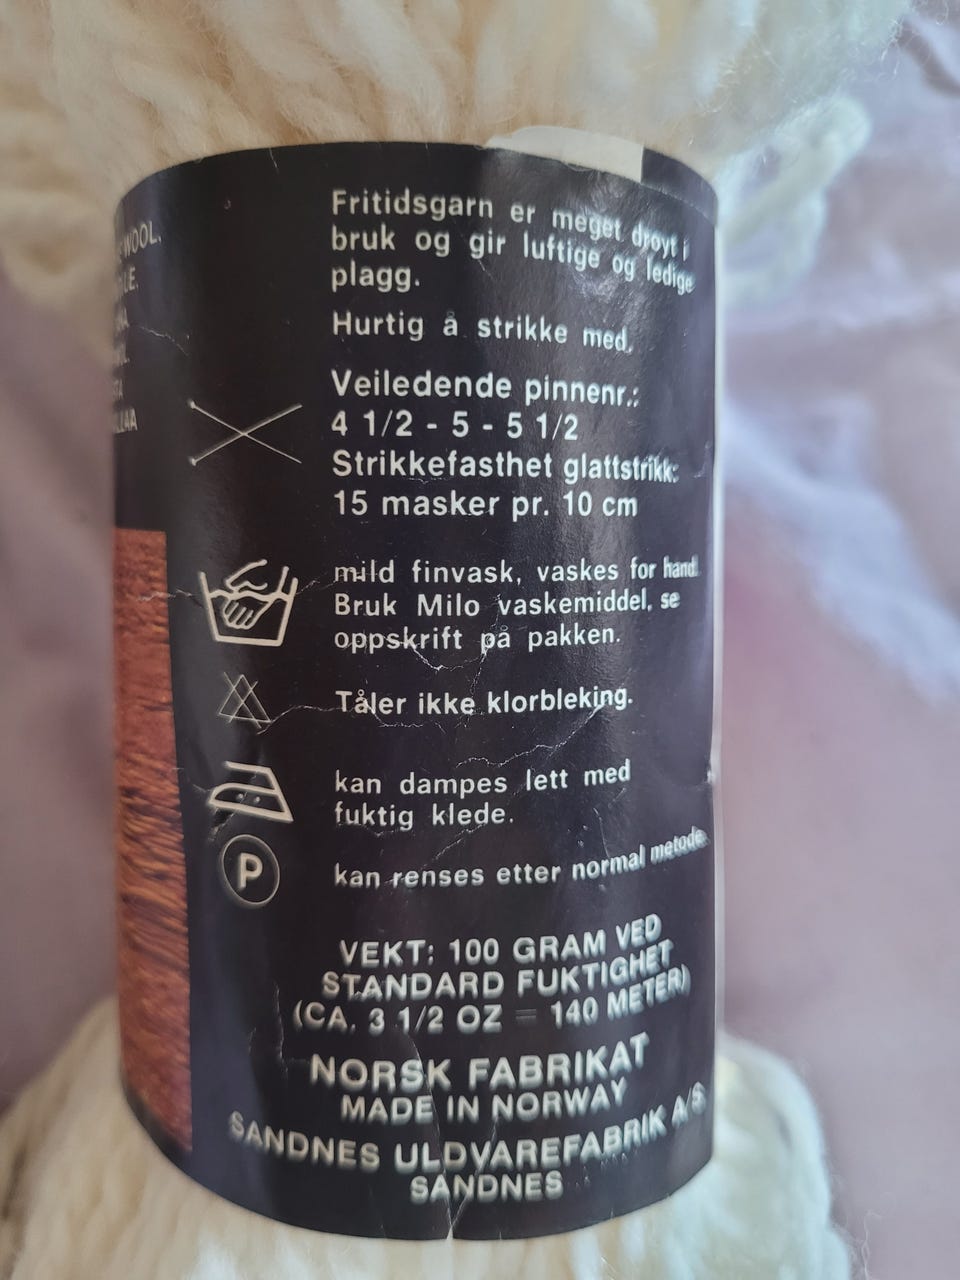 WOOL.
Fritidsgarn er meget drøyt i
bruk og gir luftige og ledige
plagg.
Hurtig å strikke med.
Veiledende pinnenr.:
4 1/2 - 5 - 5 1/2
Strikkefasthet glattstrikk:
15 masker pr. 10 cm
mild finvask, vaskes for hånd.
Bruk Milo vaskemiddel, se
oppskrift på pakken.
Tåler ikke klorbleking.
kan dampes lett med
fuktig klede.
P
kan renses etter normal metode.
VEKT: 100 GRAM VED
STANDARD FUKTIGHET
(CA. 3 1/2 OZ = 140 METER)
NORSK FABRIKAT
MADE IN NORWAY
SANDNES ULDVAREFABRIK A/S
SANDNES